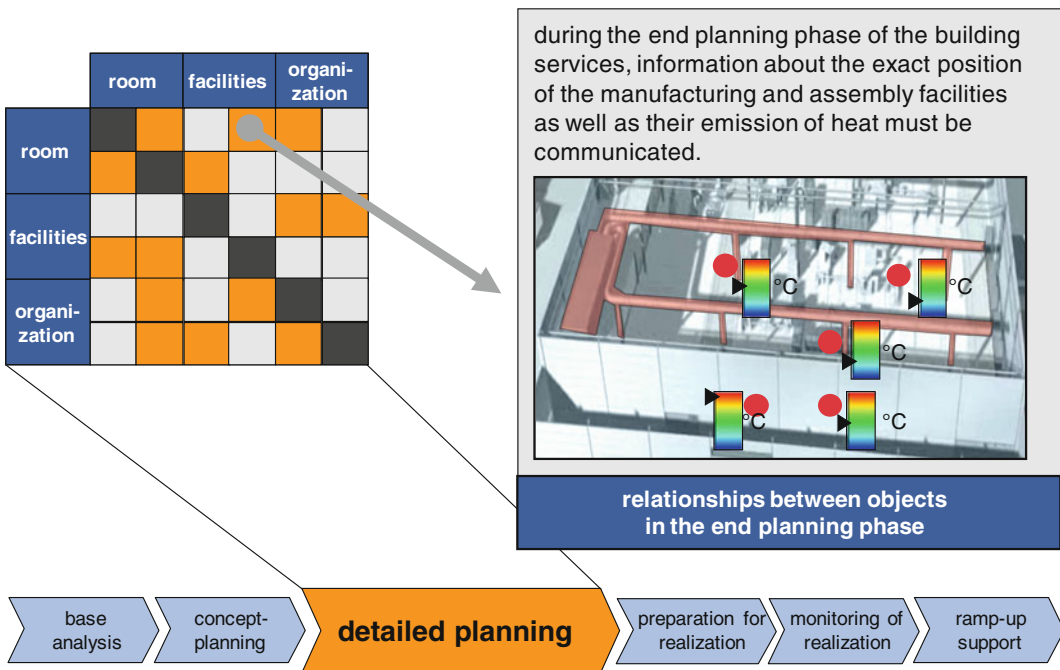 room
facilities
organi-
zation
room
facilities
organi-
zation
during the end planning phase of the building
services, information about the exact position
of the manufacturing and assembly facilities
as well as their emission of heat must be
communicated.
°C
°C
°C
°C
°C
relationships between objects
in the end planning phase
base
analysis
concept-
planning
detailed planning
preparation for
realization
monitoring of
realization
ramp-up
support